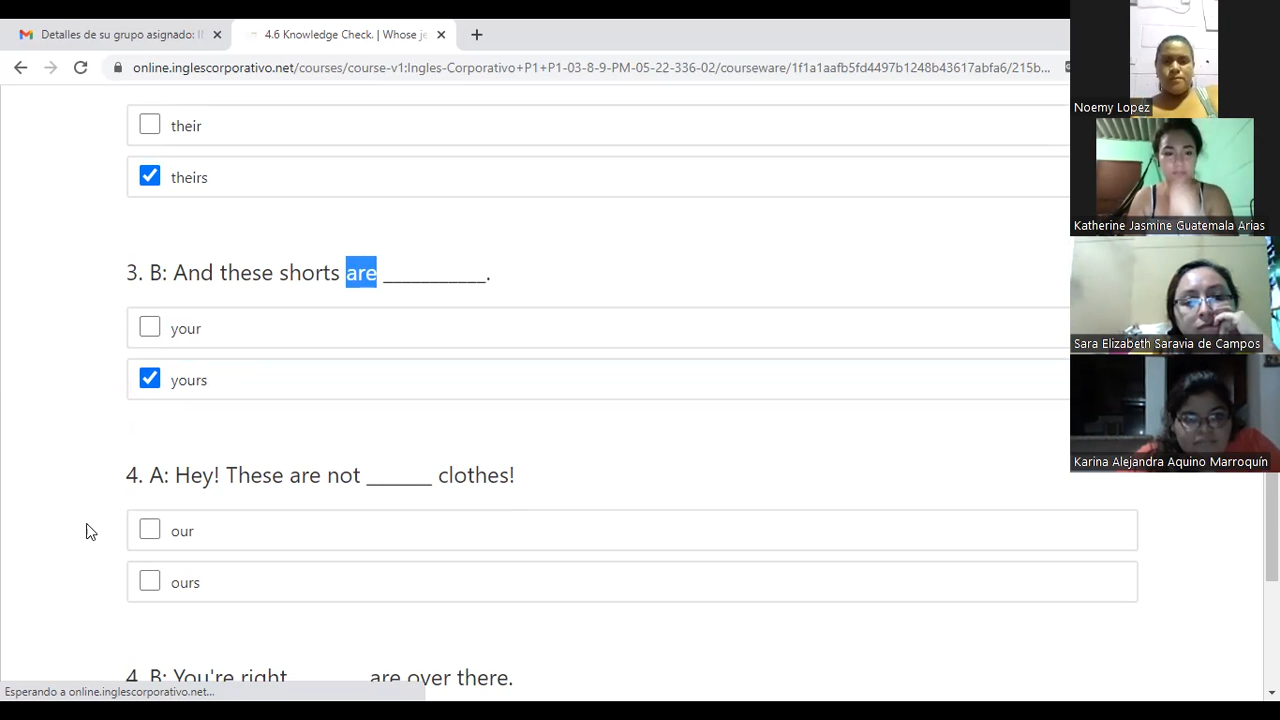 Detalles de su grupo asignado: I
4.6 Knowledge Check. | Whose je
online.inglescorporativo.net/courses/course-v1:Ingles_Corporativo+P1+P1-03-8-9-PM-05-22-336-02/courseware/1f1a1aafb5fd4497b1248b43617abfa6/215b...
Noemy Lopez
their
theirs
Katherine Jasmine Guatemala Arias
3. B: And these shorts are ___________.
your
Sara Elizabeth Saravia de Campos
yours
Karina Alejandra Aquino Marroquín
4. A: Hey! These are not ______ clothes!
our
ours
4. B: You're right. ______ are over there.
Esperando a online.inglescorporativo.net...